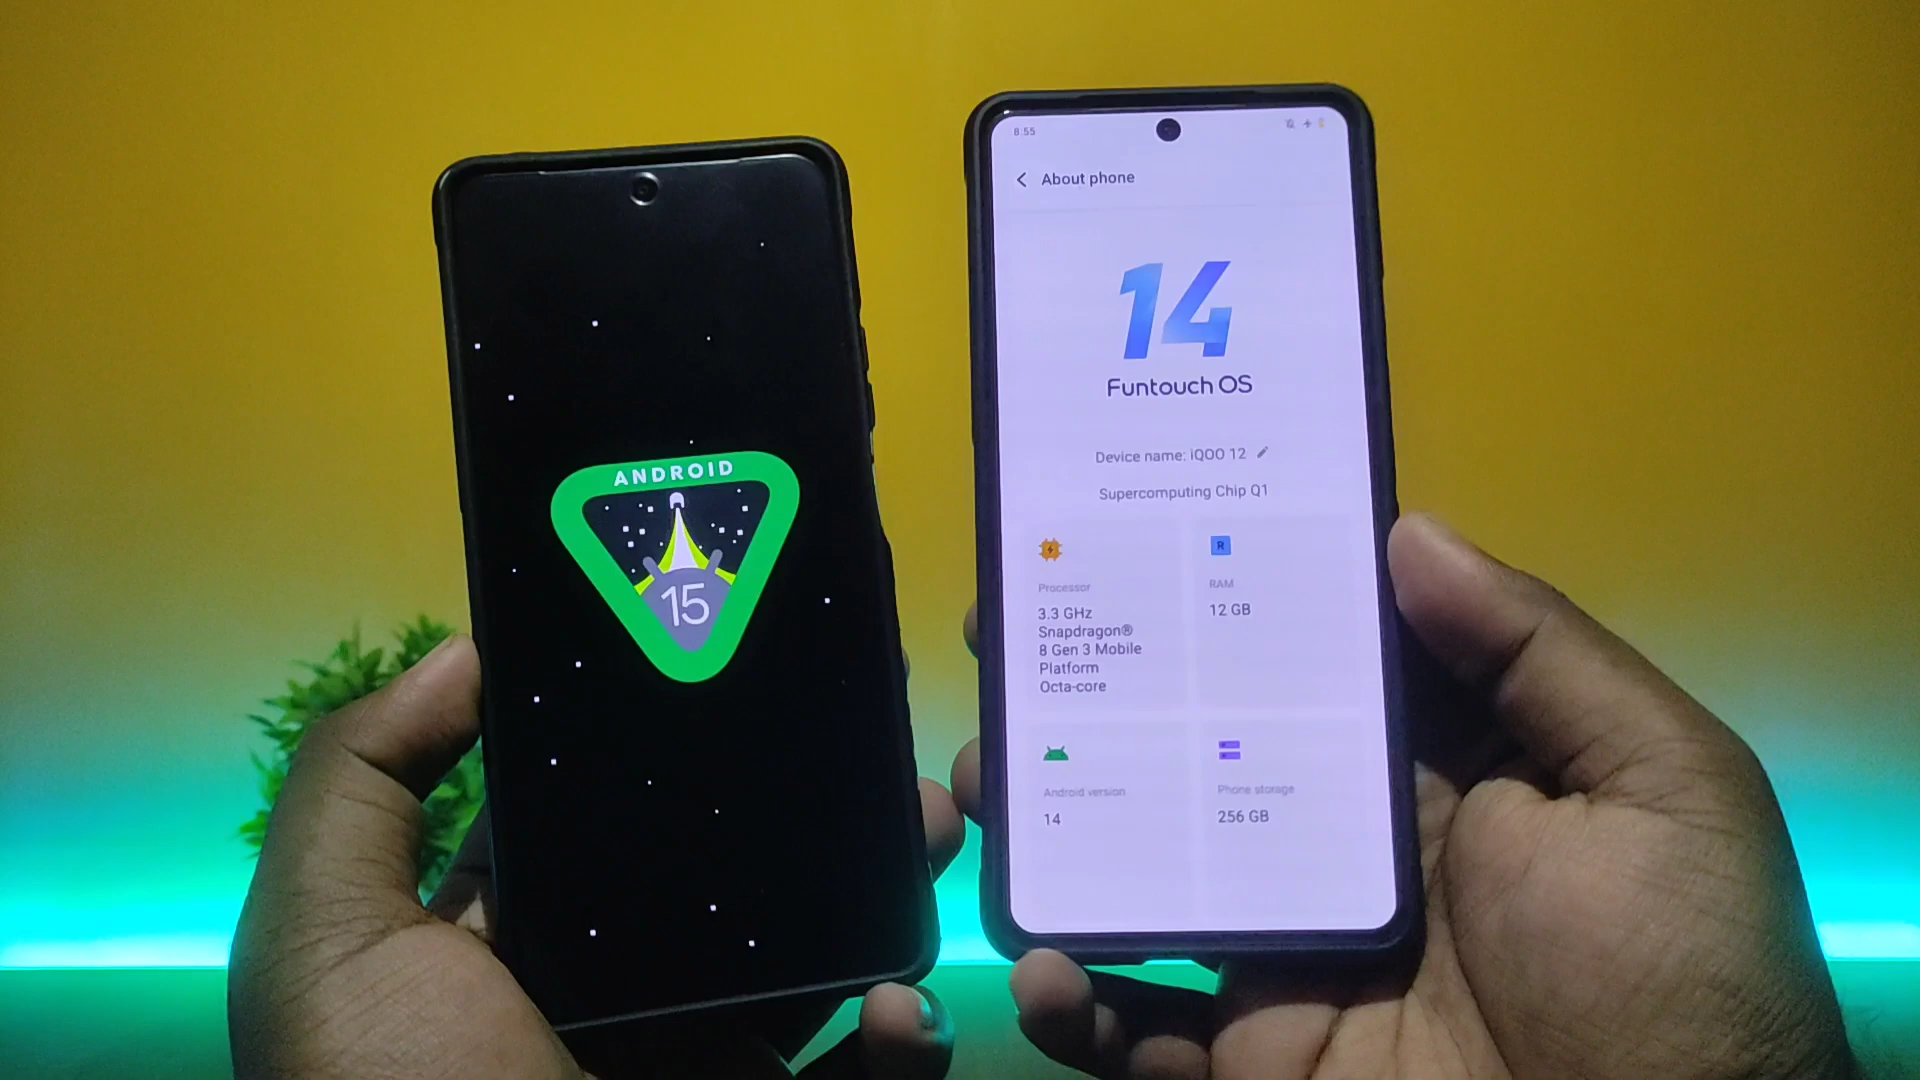 ANDROID
15
8:55
About phone
14
Funtouch OS
Device name: iQOO 12
Supercomputing Chip Q1
R
Processor
3.3 GHz
Snapdragon®
8 Gen 3 Mobile
Platform
Octa-core
RAM
12 GB
Android version
14
Phone storage
256 GB